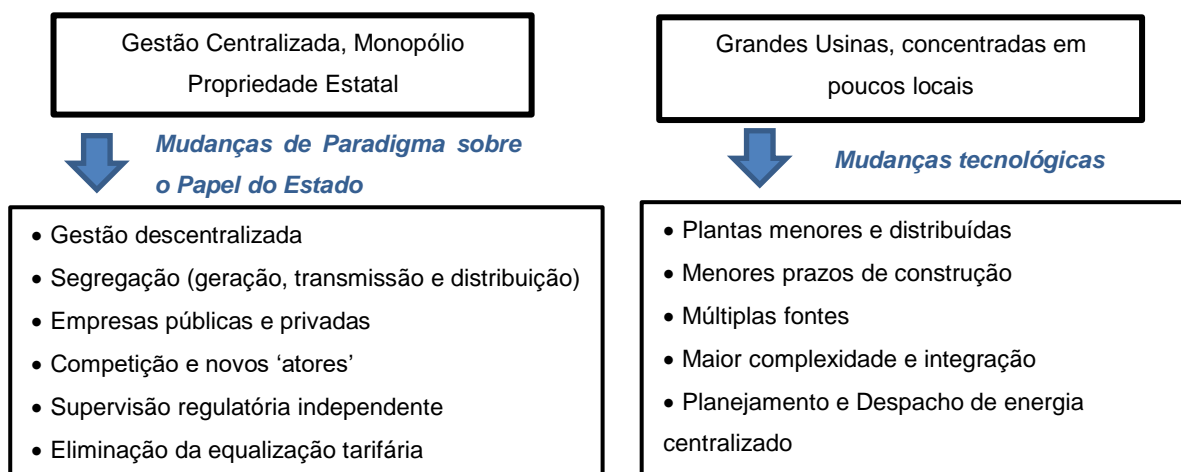 Gestão Centralizada, Monopólio
Propriedade Estatal
Mudanças de Paradigma sobre
o Papel do Estado
• Gestão descentralizada
• Segregação (geração, transmissão e distribuição)
• Empresas públicas e privadas
• Competição e novos ‘atores’
• Supervisão regulatória independente
• Eliminação da equalização tarifária
Grandes Usinas, concentradas em
poucos locais
Mudanças tecnológicas
• Plantas menores e distribuídas
• Menores prazos de construção
• Múltiplas fontes
• Maior complexidade e integração
• Planejamento e Despacho de energia
centralizado